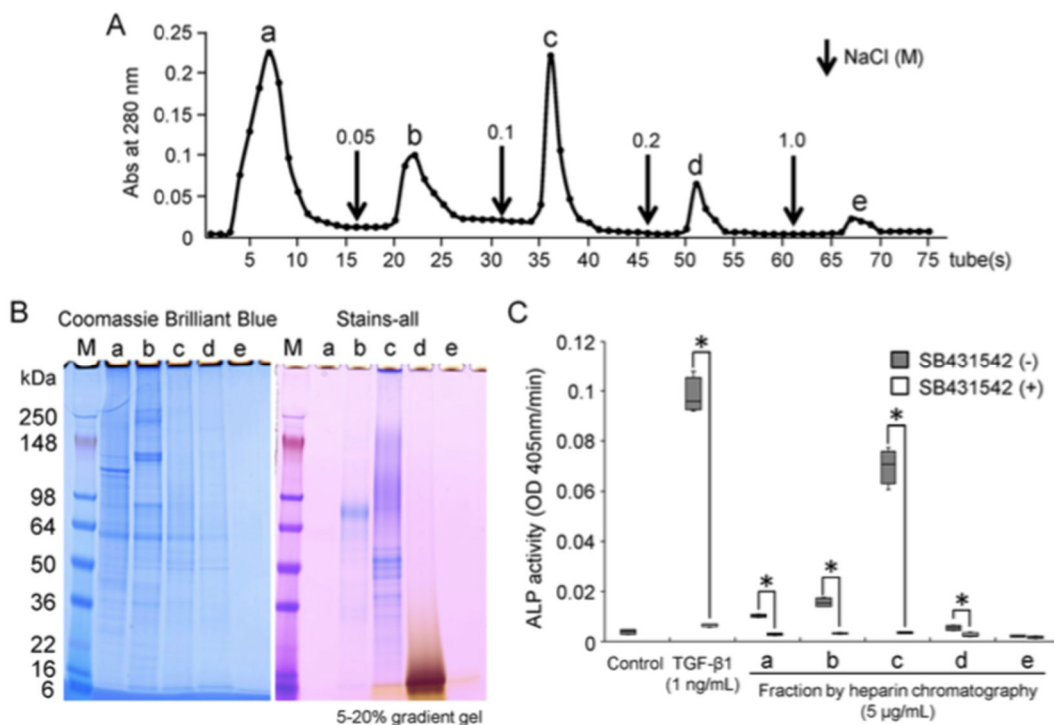 A
0.25
0.2
0.15
0.1
0.05
0
Abs at 280 nm
a
b
c
d
e
0.05
0.1
0.2
1.0
NaCl (M)
5 10 15 20 25 30 35 40 45 50 55 60 65 70 75 tube(s)
B
Coomassie Brilliant Blue
Stains-all
M a b c d e
M a b c d e
kDa
250
148
98
64
50
36
22
16
6
5-20% gradient gel
C
0.12
0.1
0.08
0.06
0.04
0.02
0
ALP activity (OD 405nm/min)
SB431542 (-)
SB431542 (+)
* * * * *
Control TGF-β1 a b c d e
(1 ng/mL)
Fraction by heparin chromatography
(5 μg/mL)